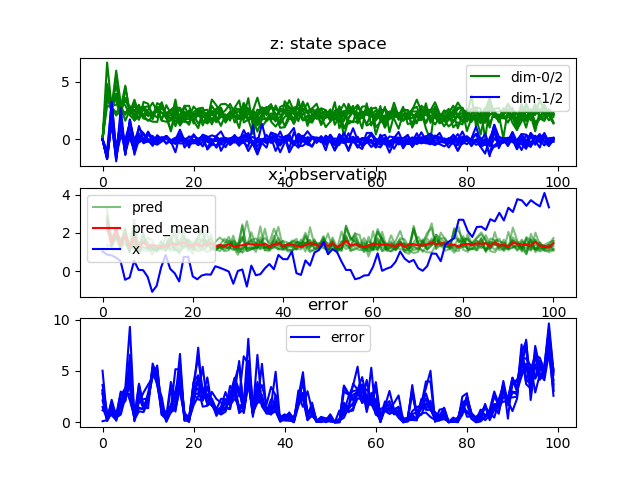 z: state space
5
0
dim-0/2
dim-1/2
0 20 40 60 80 100
x: observation
4
2
0
pred
pred_mean
x
0 20 40 60 80 100
error
10
5
0
error
0 20 40 60 80 100